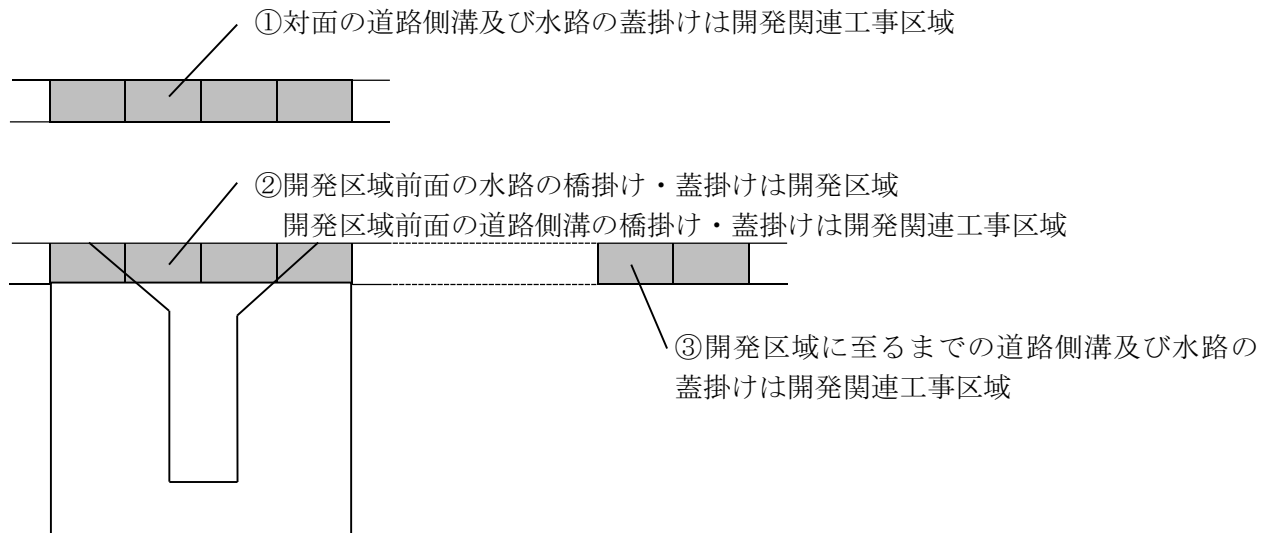 ①対面の道路側溝及び水路の蓋掛けは開発関連工事区域
②開発区域前面の水路の橋掛け・蓋掛けは開発区域
開発区域前面の道路側溝の橋掛け・蓋掛けは開発関連工事区域
③開発区域に至るまでの道路側溝及び水路の
蓋掛けは開発関連工事区域